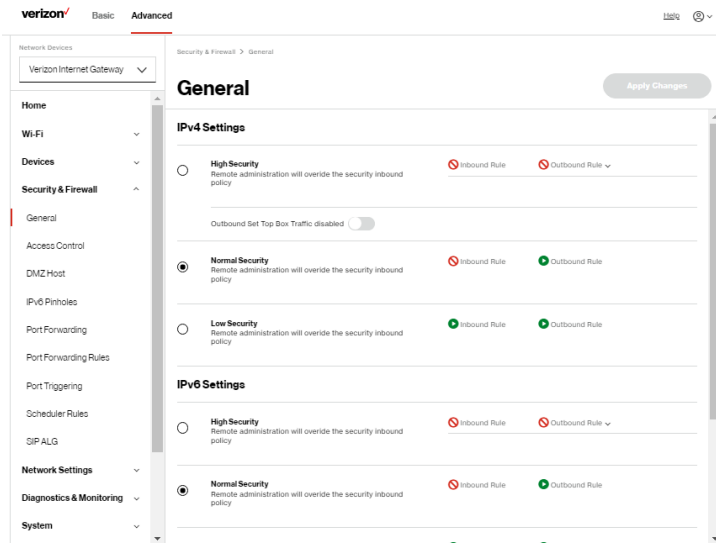 verizon
Basic
Advanced
Help
Network Devices
Verizon Internet Gateway
Home
Wi-Fi
Devices
Security & Firewall
General
Access Control
DMZ Host
IPv6 Pinholes
Port Forwarding
Port Forwarding Rules
Port Triggering
Scheduler Rules
SIP ALG
Network Settings
Diagnostics & Monitoring
System
Security & Firewall > General
General
Apply Changes
IPv4 Settings
High Security
Remote administration will overide the security inbound
policy
Inbound Rule
Outbound Rule
Outbound Set Top Box Traffic disabled
Normal Security
Remote administration will overide the security inbound
policy
Inbound Rule
Outbound Rule
Low Security
Remote administration will overide the security inbound
policy
Inbound Rule
Outbound Rule
IPv6 Settings
High Security
Remote administration will overide the security inbound
policy
Inbound Rule
Outbound Rule
Normal Security
Remote administration will overide the security inbound
policy
Inbound Rule
Outbound Rule